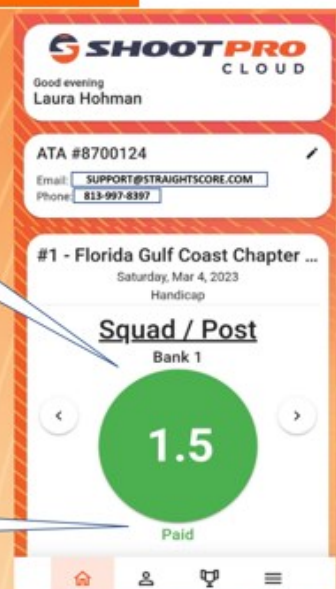 SHOOTPRO
CLOUD
Good evening
Laura Hohman
ATA #8700124
Email: SUPPORT@STRAIGHTSCORE.COM
Phone: 813-997-8397
#1 - Florida Gulf Coast Chapter ...
Saturday, Mar 4, 2023
Handicap
Squad / Post
Bank 1
1.5
Paid